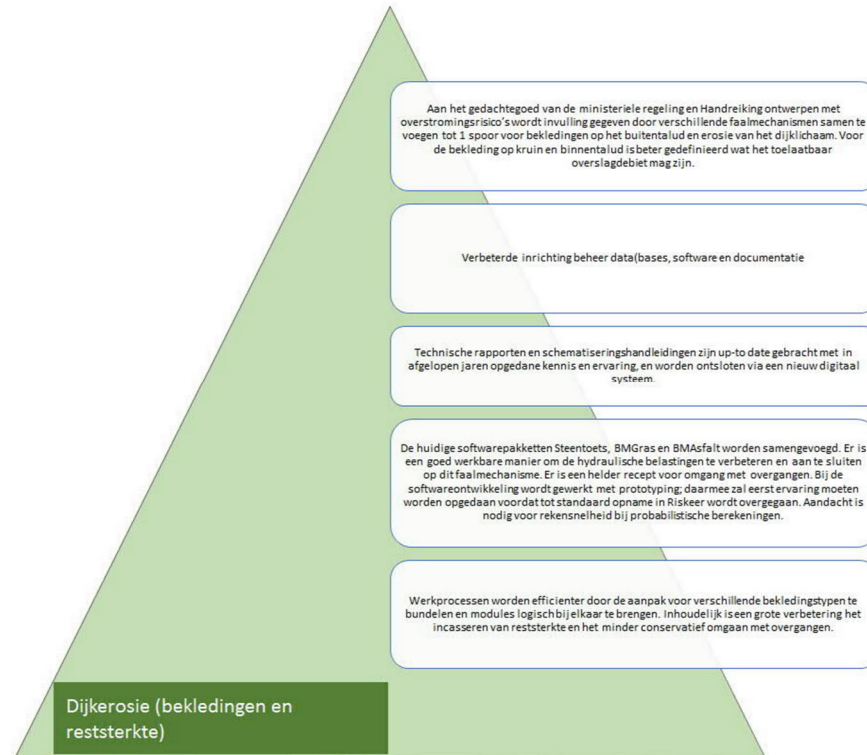 Aan het gedachtegoed van de ministeriele regeling en Handreiking ontwerpen met
overstromingsrisico's wordt invulling gegeven door verschillende faalmechanismen samen te
voegen tot 1 spoor voor bekledingen op het buitentalud en erosie van het dijklichaam. Voor
de bekleding op kruin en binnentalud is beter gedefinieerd wat het toelaatbaar
overslagdebiet mag zijn.
Verbeterde inrichting beheer data(bases, software en documentatie
Technische rapporten en schematiseringshandleidingen zijn up-to date gebracht met in
afgelopen jaren opgedane kennis en ervaring, en worden ontsloten via een nieuw digitaal
systeem.
De huidige softwarepakketten Steentoets, BMGras en BMAsfalt worden samengevoegd. Er is
een goed werkbare manier om de hydraulische belastingen te verbeteren en aan te sluiten
op dit faalmechanisme. Er is een helder recept voor omgang met overgangen. Bij de
softwareontwikkeling wordt gewerkt met prototyping; daarmee zal eerst ervaring moeten
worden opgedaan voordat tot standaard opname in Riskeer wordt overgegaan. Aandacht is
nodig voor rekensnelheid bij probabilistische berekeningen.
Werkprocessen worden efficienter door de aanpak voor verschillende bekledingstypen te
bundelen en modules logisch bij elkaar te brengen. Inhoudelijk is een grote verbetering het
incasseren van reststerkte en het minder conservatief omgaan met overgangen.
Dijkerosie (bekledingen en
reststerkte)